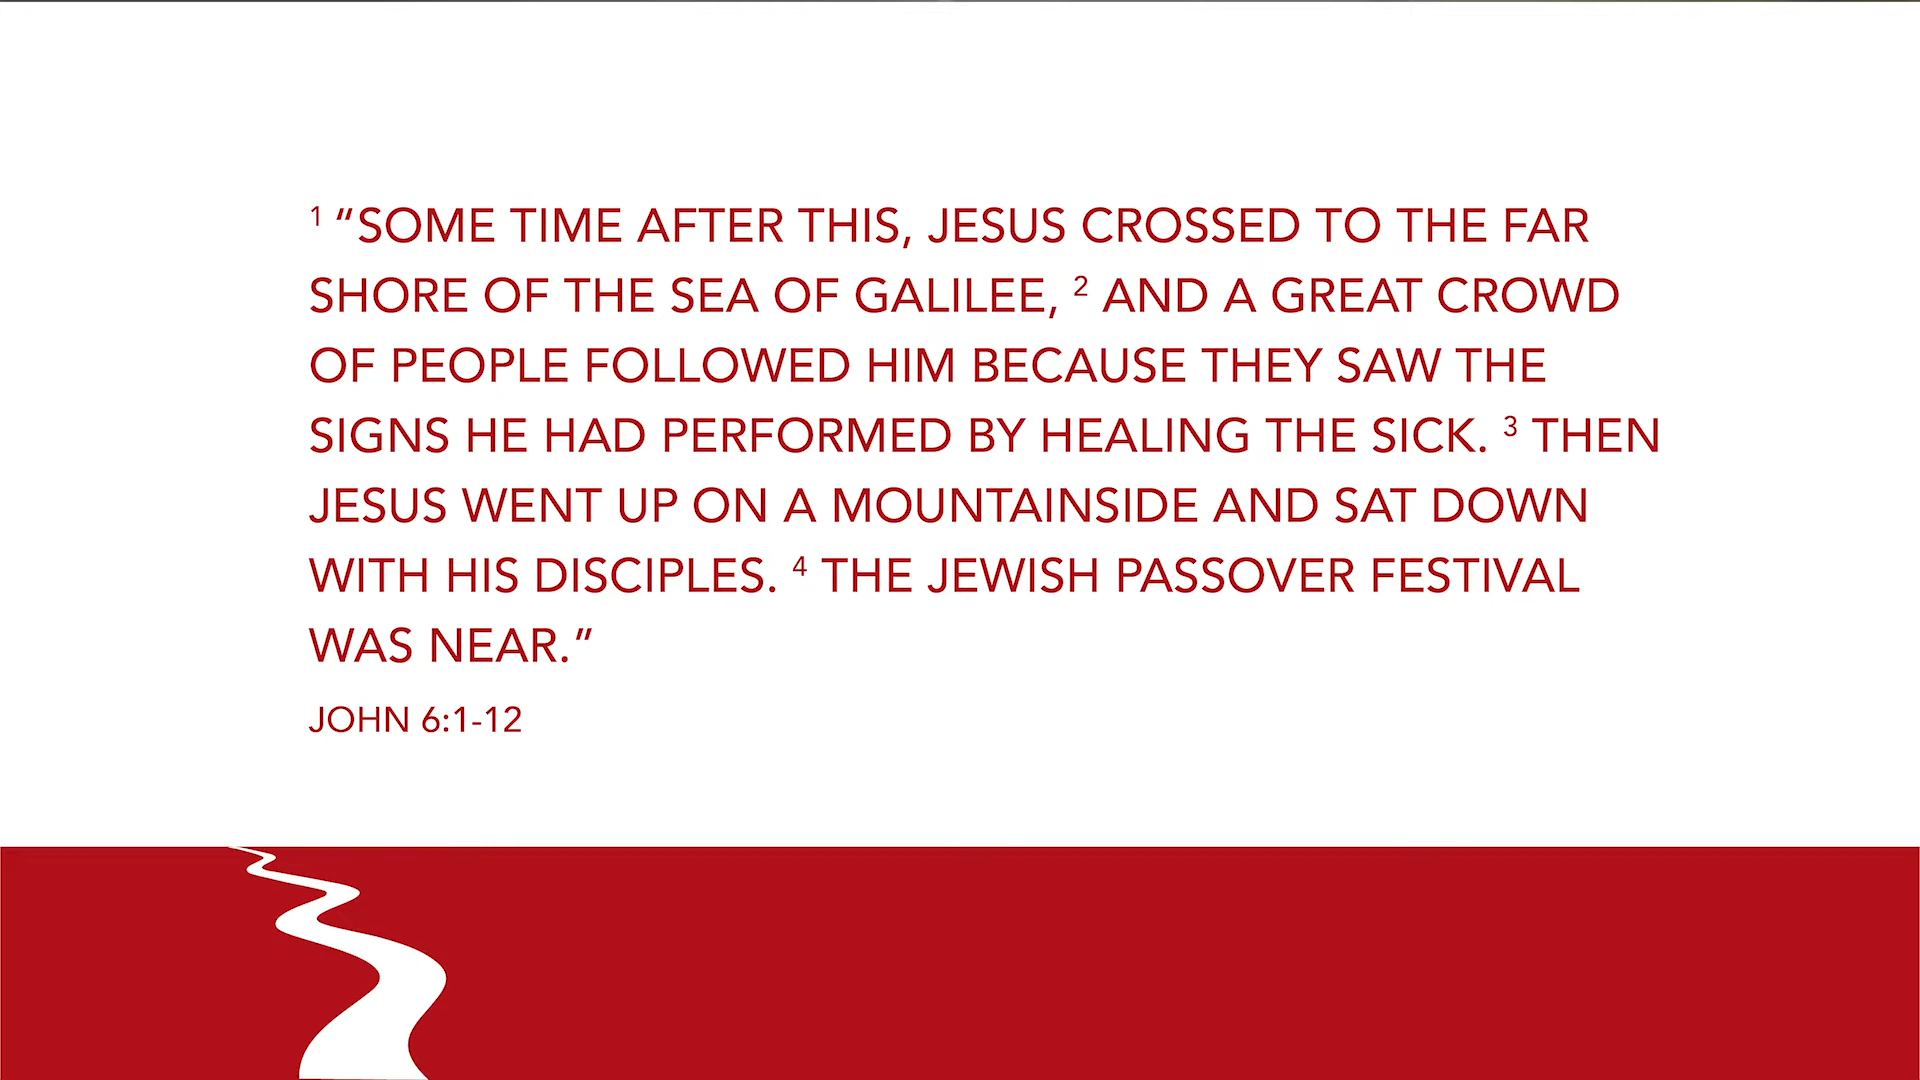 1 “SOME TIME AFTER THIS, JESUS CROSSED TO THE FAR
SHORE OF THE SEA OF GALILEE, 2 AND A GREAT CROWD
OF PEOPLE FOLLOWED HIM BECAUSE THEY SAW THE
SIGNS HE HAD PERFORMED BY HEALING THE SICK. 3 THEN
JESUS WENT UP ON A MOUNTAINSIDE AND SAT DOWN
WITH HIS DISCIPLES. 4 THE JEWISH PASSOVER FESTIVAL
WAS NEAR.”
JOHN 6:1-12